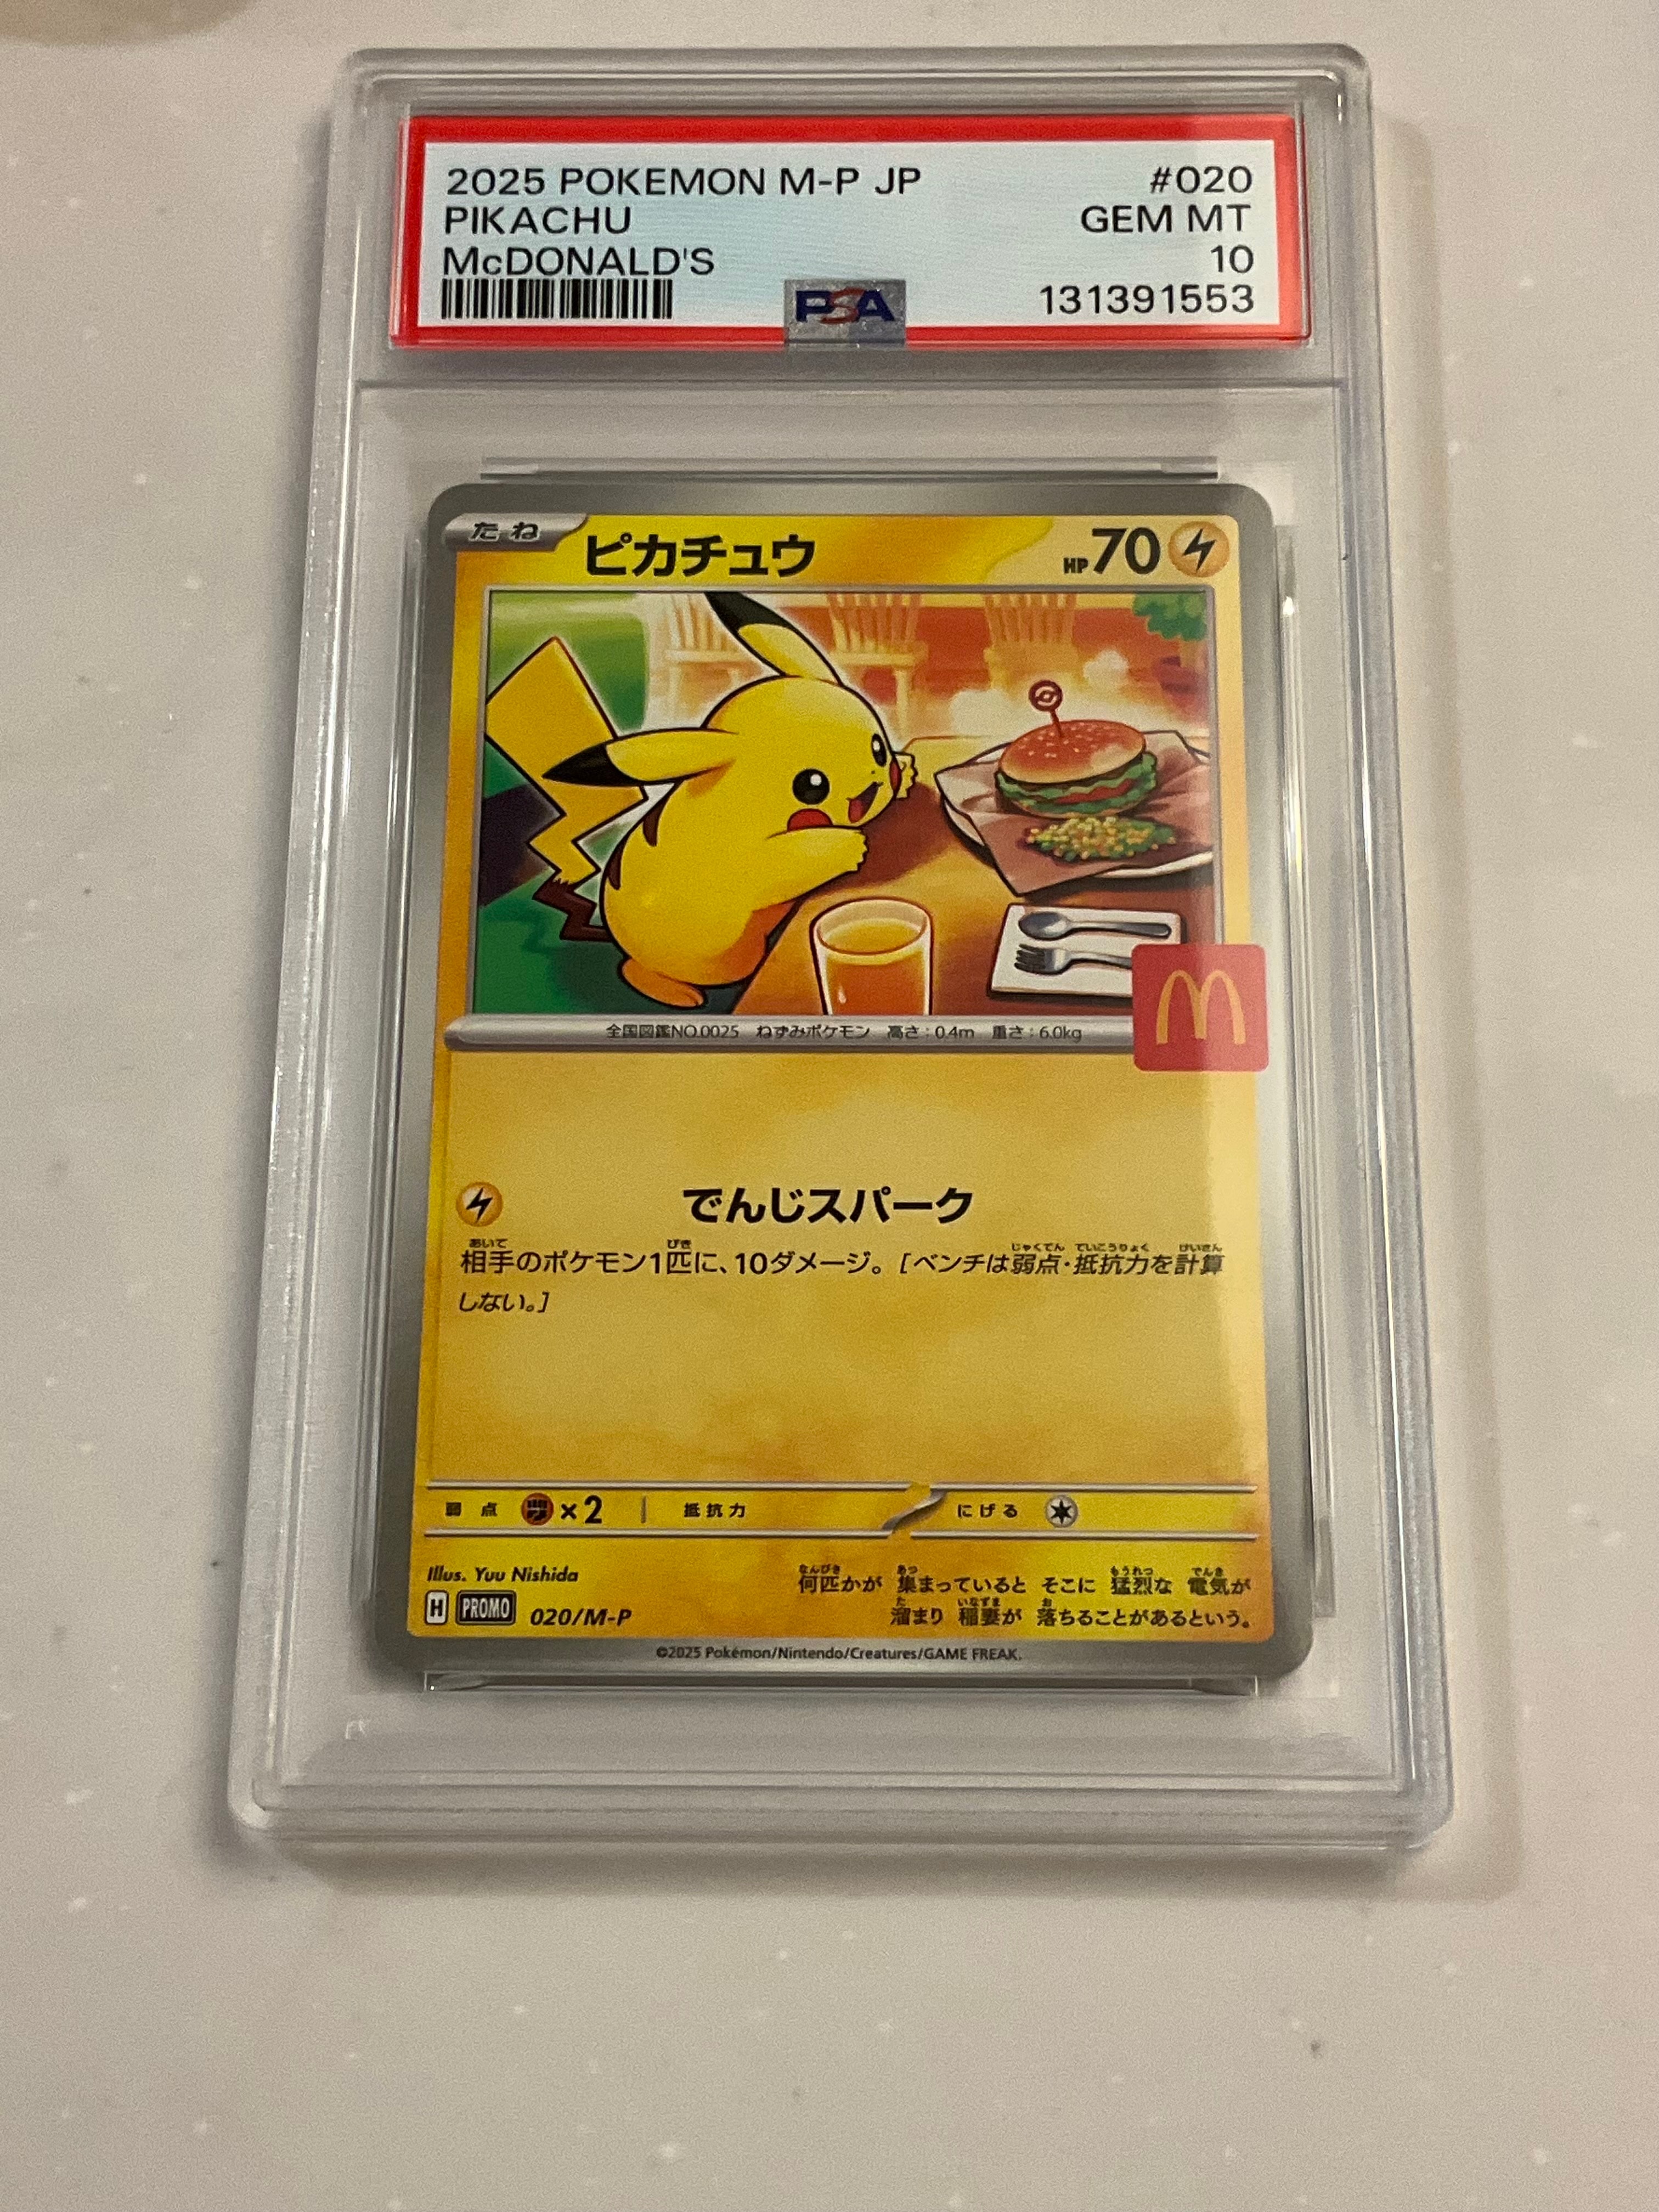 2025 POKEMON M-P JP #020
PIKACHU GEM MT
McDONALD'S 10
PSA 131391553
たね ピカチュウ HP70
全国図鑑NO.0025 ねずみポケモン 高さ:0.4m 重さ:6.0kg
でんじスパーク
相手のポケモン1匹に、10ダメージ。[ベンチは弱点・抵抗力を計算
しない。]
弱点 ×2 抵抗力 にげる
Illus. Yuu Nishida
H PROMO 020/M-P
何匹かが 集まっていると そこに 猛烈な 電気が
溜まり 稲妻が 落ちることがあるという。
©2025 Pokémon/Nintendo/Creatures/GAME FREAK.